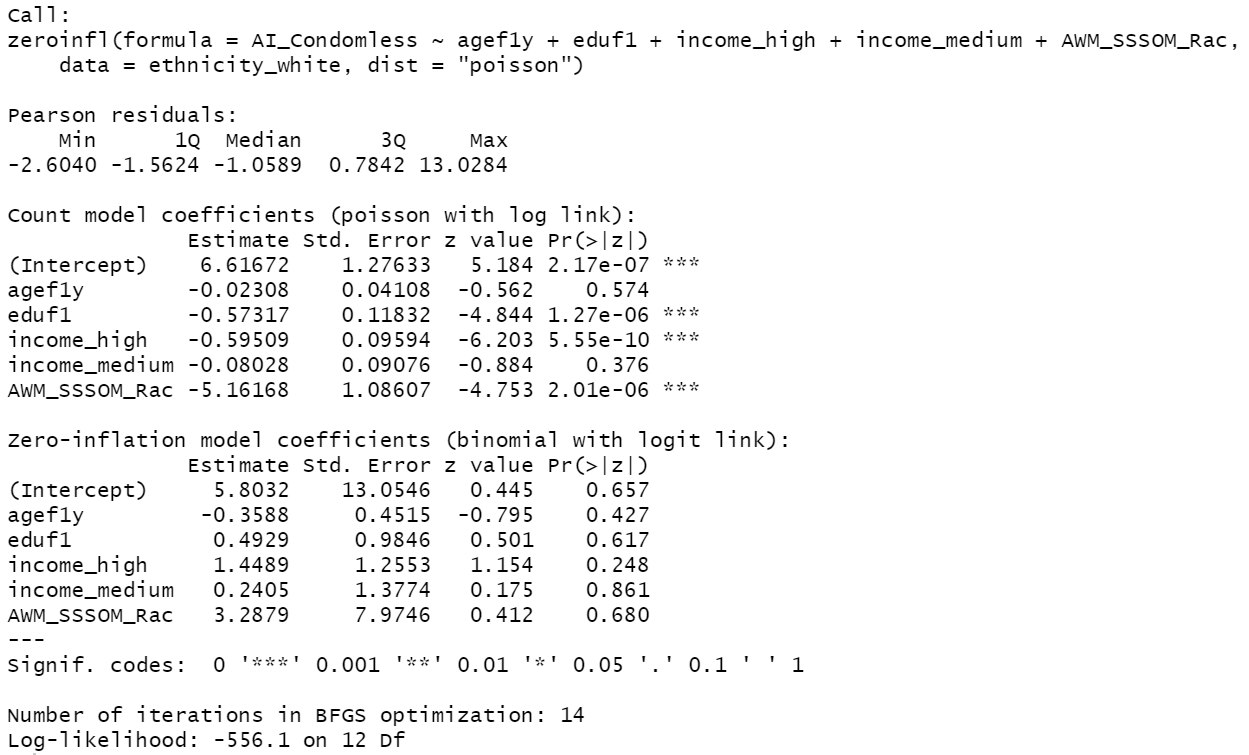 Call:
zeroinfl(formula = AI_Condomless ~ agef1y + eduf1 + income_high + income_medium + AWM_SSSOM_Rac,
    data = ethnicity_white, dist = "poisson")

Pearson residuals:
    Min      1Q  Median      3Q     Max
-2.6040 -1.5624 -1.0589  0.7842 13.0284

Count model coefficients (poisson with log link):
              Estimate Std. Error z value Pr(>|z|)
(Intercept)    6.61672    1.27633   5.184 2.17e-07 ***
agef1y        -0.02308    0.04108  -0.562    0.574
eduf1         -0.57317    0.11832  -4.844 1.27e-06 ***
income_high   -0.59509    0.09594  -6.203 5.55e-10 ***
income_medium -0.08028    0.09076  -0.884    0.376
AWM_SSSOM_Rac -5.16168    1.08607  -4.753 2.01e-06 ***

Zero-inflation model coefficients (binomial with logit link):
              Estimate Std. Error z value Pr(>|z|)
(Intercept)     5.8032    13.0546   0.445    0.657
agef1y         -0.3588     0.4515  -0.795    0.427
eduf1           0.4929     0.9846   0.501    0.617
income_high     1.4489     1.2553   1.154    0.248
income_medium   0.2405     1.3774   0.175    0.861
AWM_SSSOM_Rac   3.2879     7.9746   0.412    0.680
---
Signif. codes:  0 '***' 0.001 '**' 0.01 '*' 0.05 '.' 0.1 ' ' 1

Number of iterations in BFGS optimization: 14
Log-likelihood: -556.1 on 12 Df